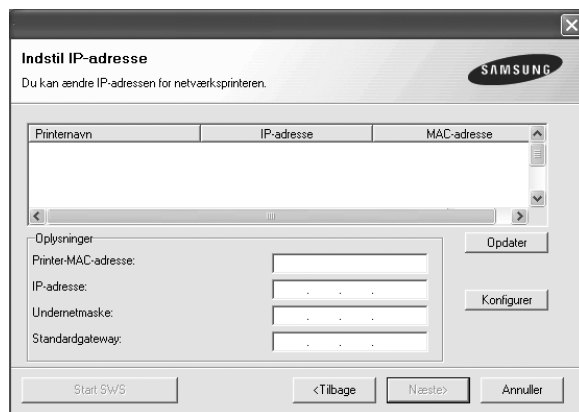 Indstil IP-adresse
Du kan ændre IP-adressen for netværksprinteren.
SAMSUNG
Printernavn IP-adresse MAC-adresse
Oplysninger
Opdater
Printer-MAC-adresse:
IP-adresse:
Konfigurer
Undernetmaske:
Standardgateway:
Start SWS <Tilbage Næste> Annuller